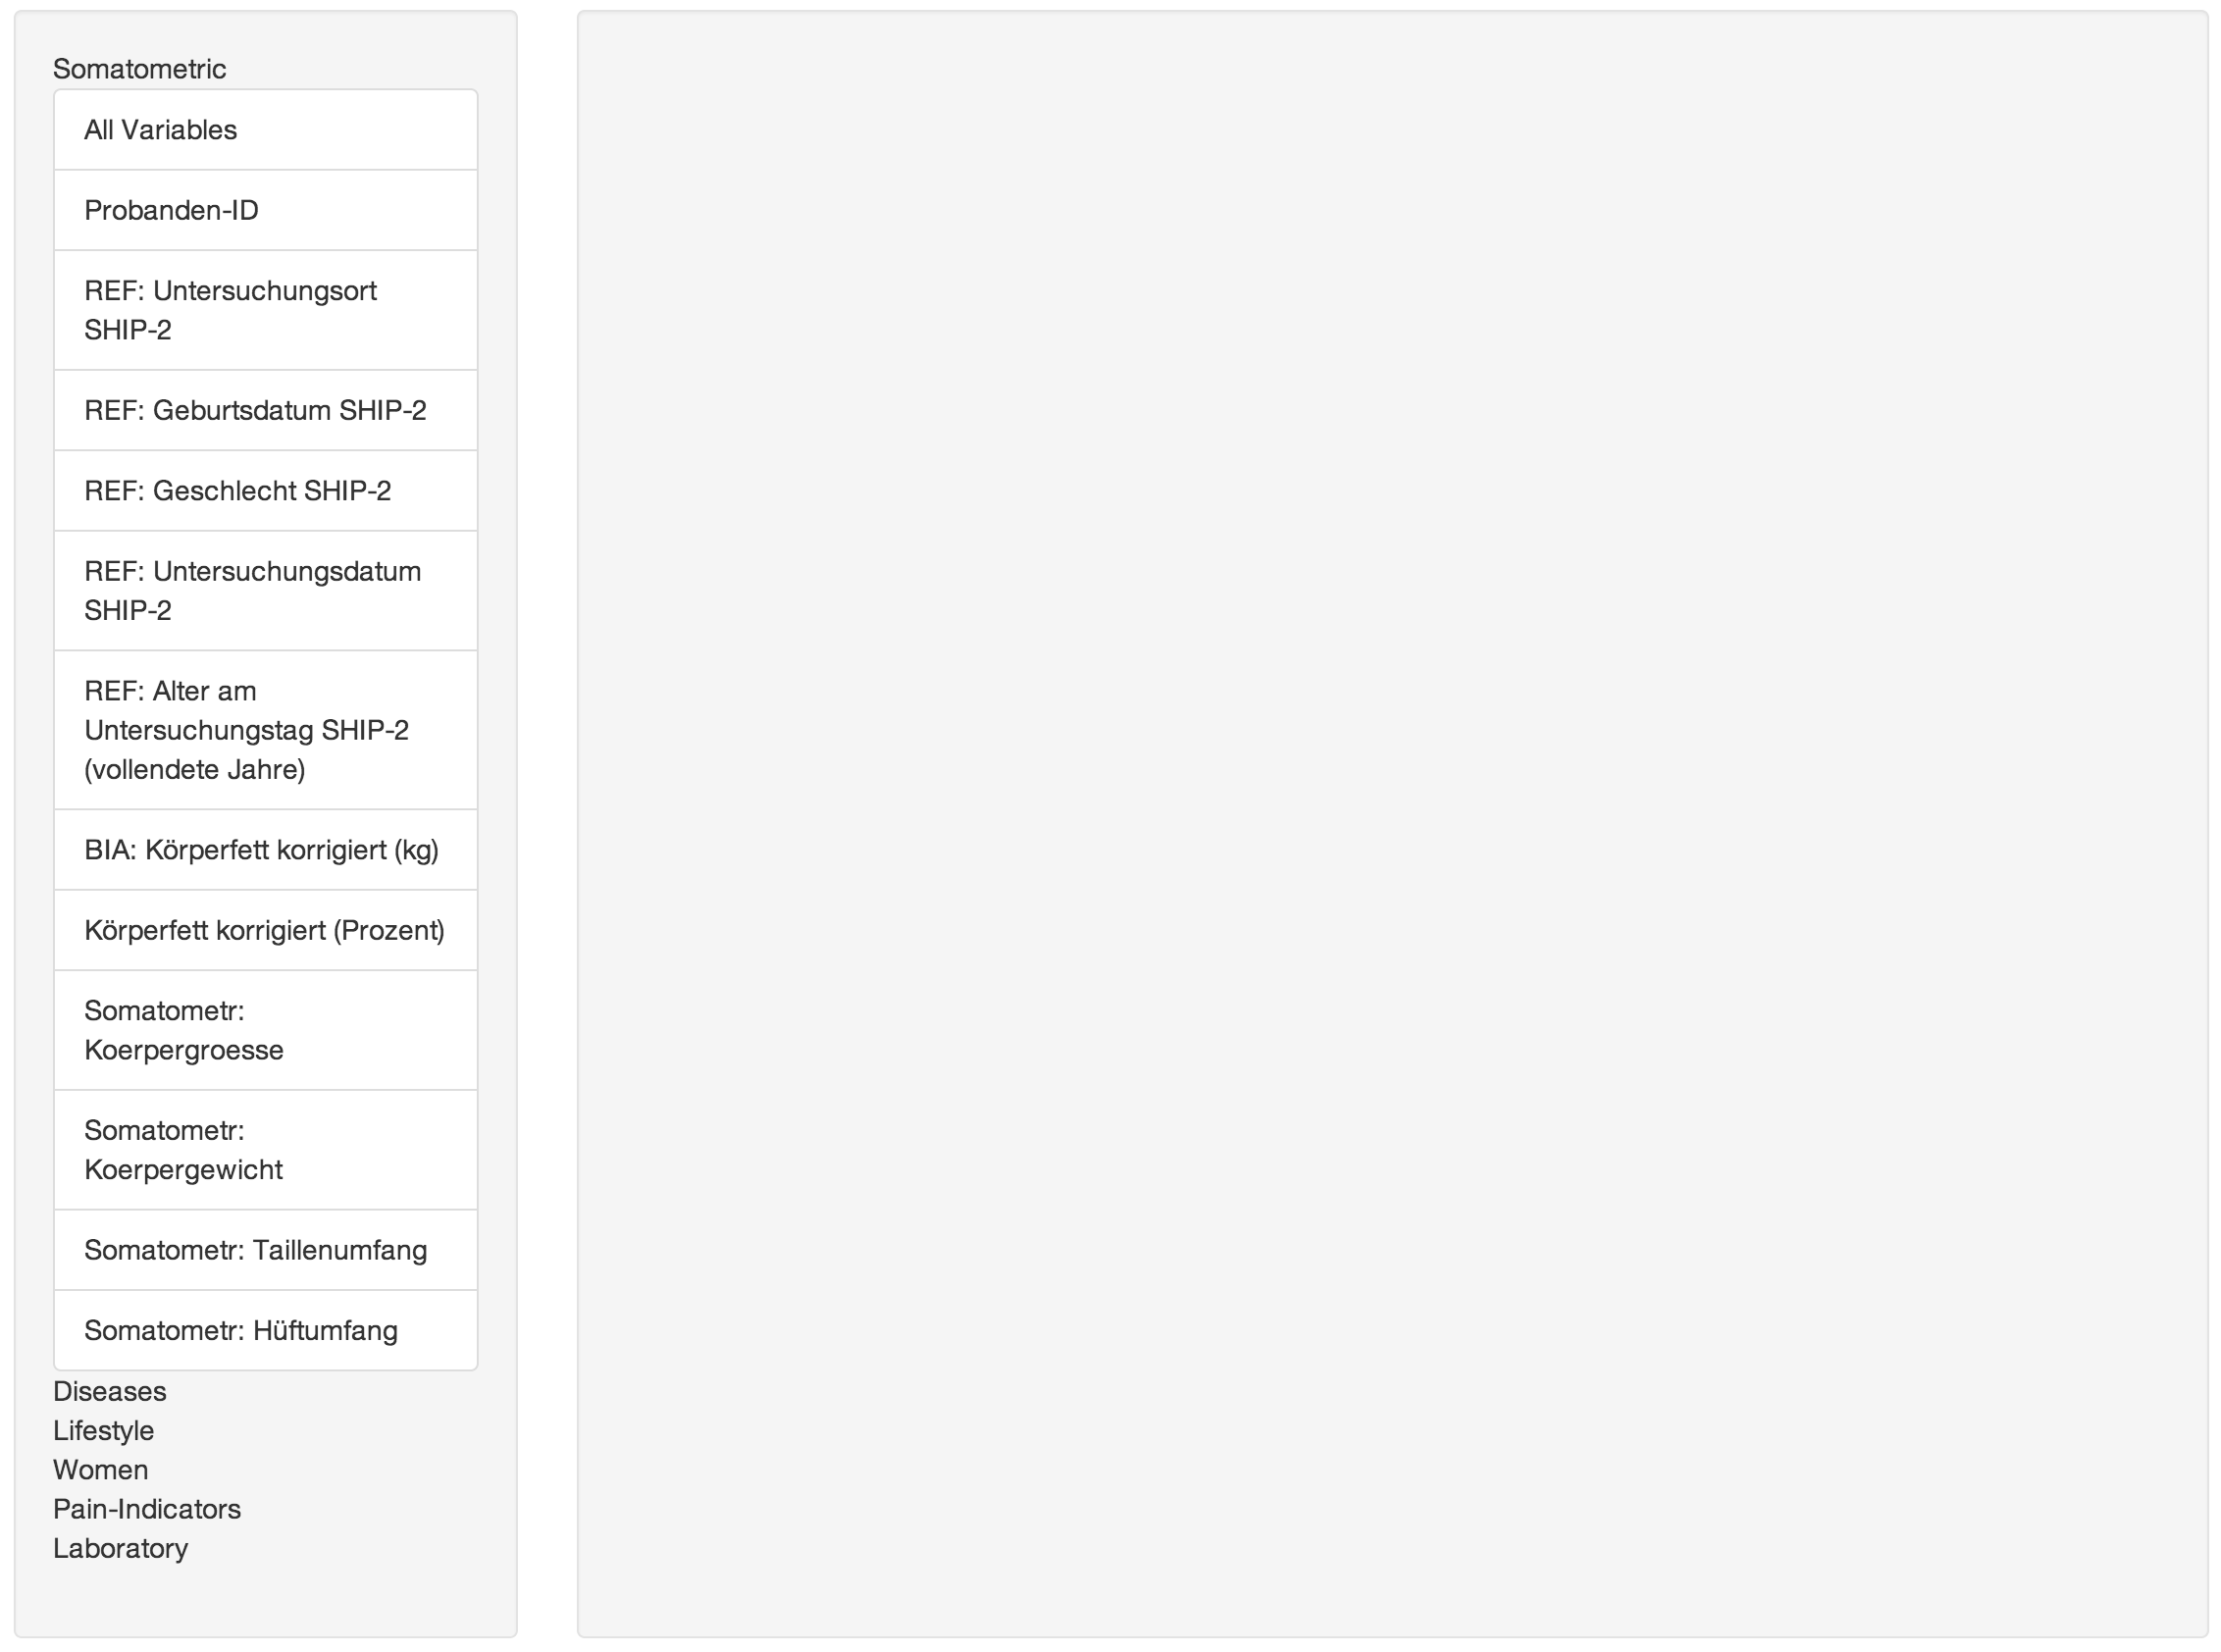 Somatometric
All Variables
Probanden-ID
REF: Untersuchungsort
SHIP-2
REF: Geburtsdatum SHIP-2
REF: Geschlecht SHIP-2
REF: Untersuchungsdatum
SHIP-2
REF: Alter am
Untersuchungstag SHIP-2
(vollendete Jahre)
BIA: Körperfett korrigiert (kg)
Körperfett korrigiert (Prozent)
Somatometr:
Koerpergroesse
Somatometr:
Koerpergewicht
Somatometr: Taillenumfang
Somatometr: Hüftumfang
Diseases
Lifestyle
Women
Pain-Indicators
Laboratory